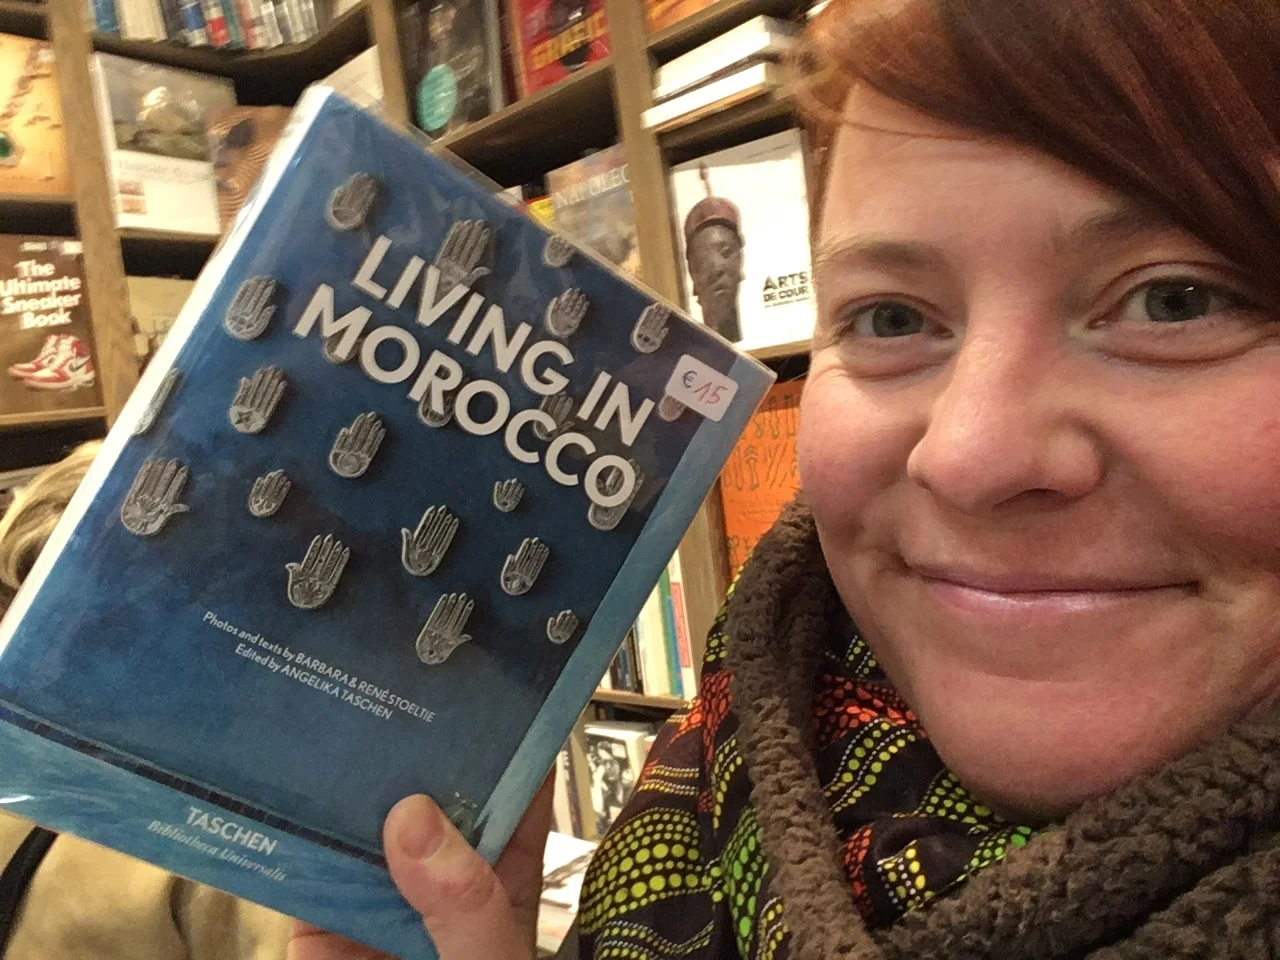 LIVING IN
MOROCCO
€ 15
Photos and texts by BARBARA & RENÉ STOELTIE
Edited by ANGELIKA TASCHEN
TASCHEN
Bibliotheca Universalis
The
Ultimate
Sneaker
Book
ARTS
DE COUR